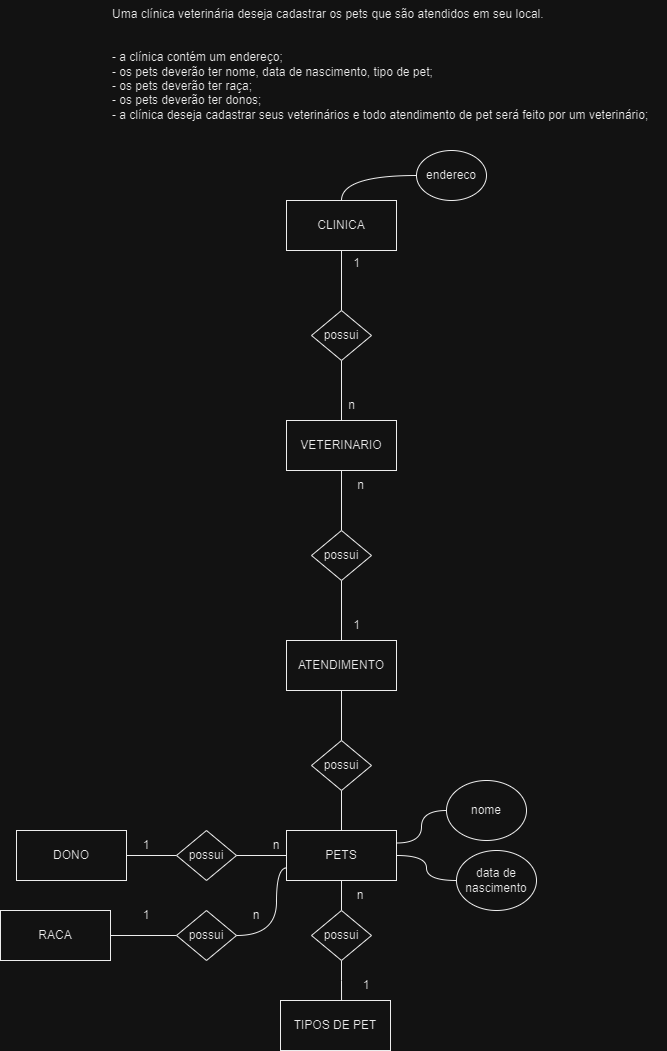 Uma clínica veterinária deseja cadastrar os pets que são atendidos em seu local.
- a clínica contém um endereço;
- os pets deverão ter nome, data de nascimento, tipo de pet;
- os pets deverão ter raça;
- os pets deverão ter donos;
- a clínica deseja cadastrar seus veterinários e todo atendimento de pet será feito por um veterinário;
endereco
CLINICA
1
possui
n
VETERINARIO
n
possui
1
ATENDIMENTO
possui
nome
DONO
1
possui
n
PETS
data de
nascimento
RACA
1
possui
n
n
possui
1
TIPOS DE PET